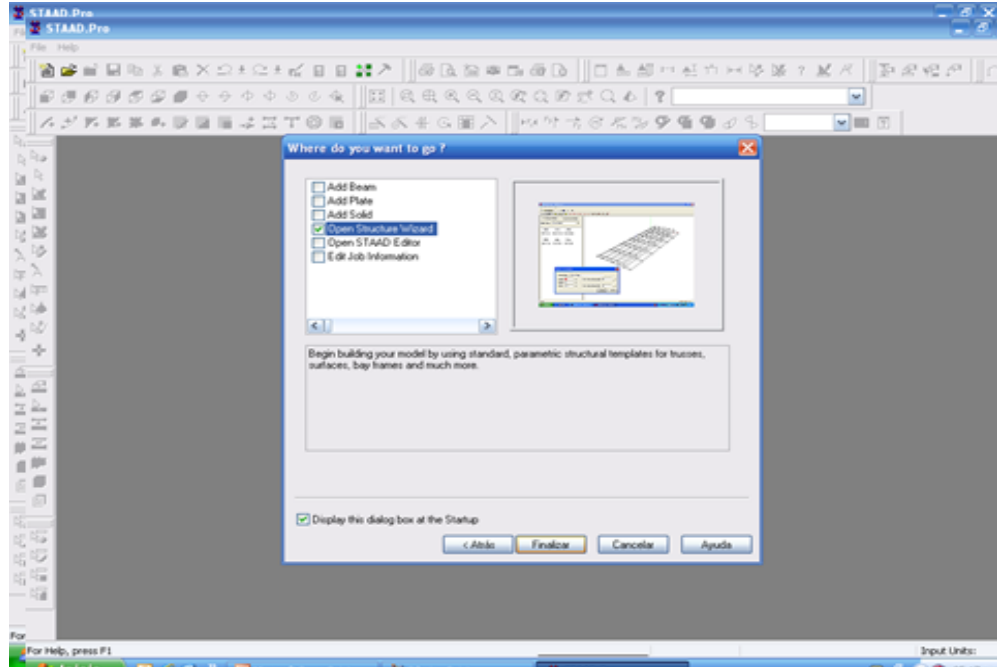 STAAD.Pro
STAAD.Pro
File Help
Where do you want to go ?
Add Beam
Add Plate
Add Solid
Open Structure Wizard
Open STAAD Editor
Edit Job Information
Begin building your model by using standard, parametric structural templates for trusses,
surfaces, bay frames and much more.
Display this dialog box at the Startup
< Atrás Finalizar Cancelar Ayuda
For
For Help, press F1 Input Units: